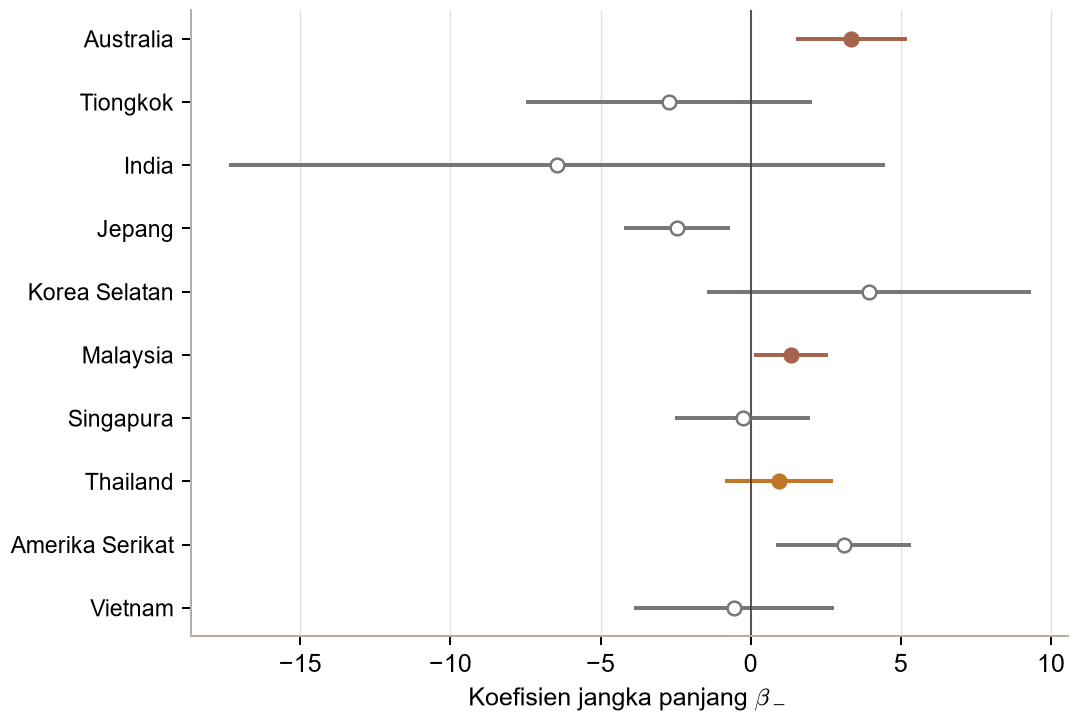 Australia
Tiongkok
India
Jepang
Korea Selatan
Malaysia
Singapura
Thailand
Amerika Serikat
Vietnam
−15 −10 −5 0 5 10
Koefisien jangka panjang β₋